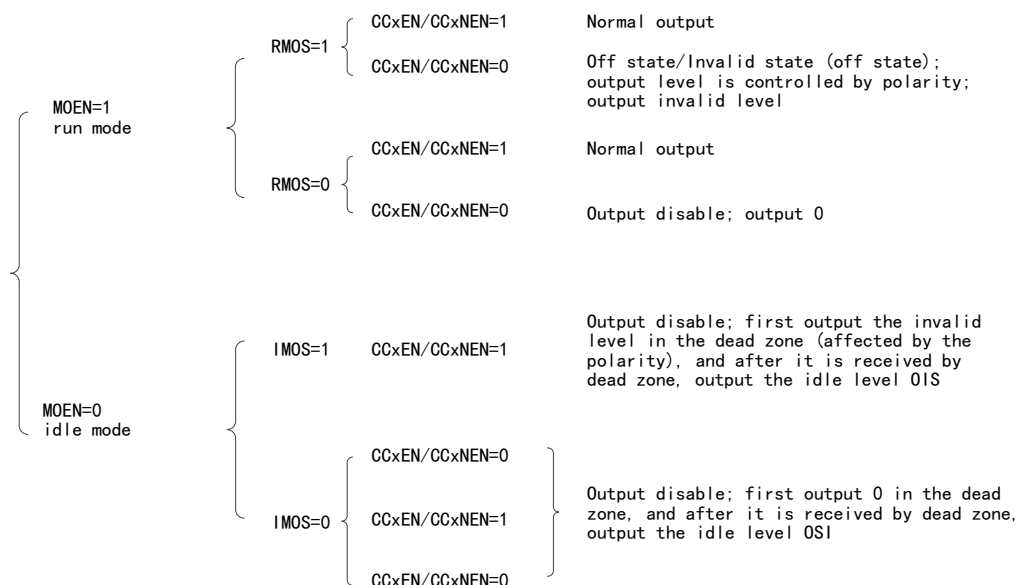 CCxEN/CCxNEN=1 Normal output
RMOS=1
CCxEN/CCxNEN=0 Off state/Invalid state (off state);
output level is controlled by polarity;
output invalid level
MOEN=1
run mode
CCxEN/CCxNEN=1 Normal output
RMOS=0
CCxEN/CCxNEN=0 Output disable; output 0
Output disable; first output the invalid
level in the dead zone (affected by the
polarity), and after it is received by
dead zone, output the idle level OIS
IMOS=1 CCxEN/CCxNEN=1
MOEN=0
idle mode
CCxEN/CCxNEN=0
IMOS=0 CCxEN/CCxNEN=1
Output disable; first output 0 in the dead
zone, and after it is received by dead zone,
output the idle level OSI
CCxEN/CCxNEN=0